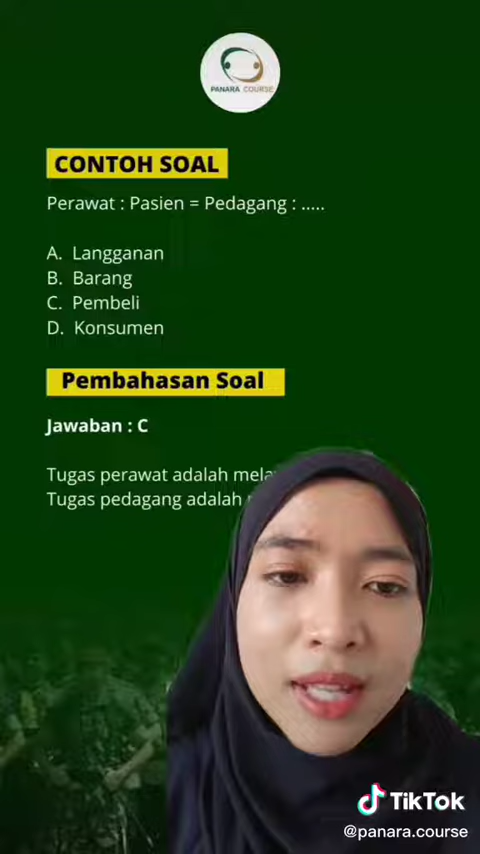 PANARA COURSE
CONTOH SOAL
Perawat : Pasien = Pedagang : .....
A. Langganan
B. Barang
C. Pembeli
D. Konsumen
Pembahasan Soal
Jawaban : C
Tugas perawat adalah
Tugas pedagang adalah
TikTok
@panara.course